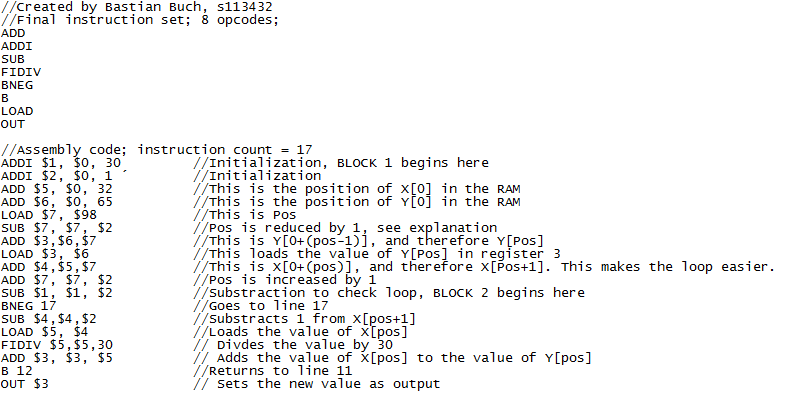 //Created by Bastian Buch, s113432
//Final instruction set; 8 opcodes;
ADD
ADDI
SUB
FIDIV
BNEG
B
LOAD
OUT
//Assembly code; instruction count = 17
ADDI $1, $0, 30 //Initialization, BLOCK 1 begins here
ADDI $2, $0, 1 ´ //Initialization
ADD $5, $0, 32 //This is the position of X[0] in the RAM
ADD $6, $0, 65 //This is the position of Y[0] in the RAM
LOAD $7, $98 //This is Pos
SUB $7, $7, $2 //Pos is reduced by 1, see explanation
ADD $3,$6,$7 //This is Y[0+(pos-1)], and therefore Y[Pos]
LOAD $3, $6 //This loads the value of Y[Pos] in register 3
ADD $4,$5,$7 //This is X[0+(pos)], and therefore X[Pos+1]. This makes the loop easier.
ADD $7, $7, $2 //Pos is increased by 1
SUB $1, $1, $2 //Substraction to check loop, BLOCK 2 begins here
BNEG 17 //Goes to line 17
SUB $4,$4,$2 //Substracts 1 from X[pos+1]
LOAD $5, $4 //Loads the value of X[pos]
FIDIV $5,$5,30 // Divdes the value by 30
ADD $3, $3, $5 // Adds the value of X[pos] to the value of Y[pos]
B 12 //Returns to line 11
OUT $3 // Sets the new value as output